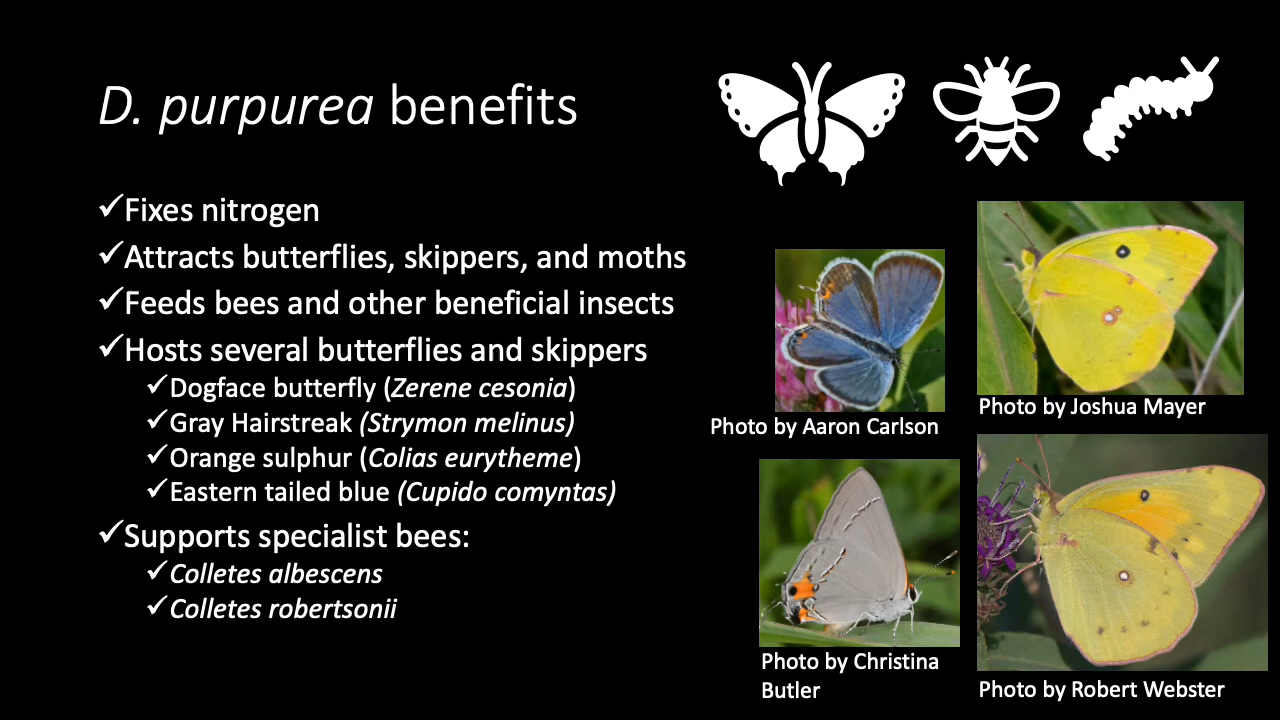 D. purpurea benefits
✓Fixes nitrogen
✓Attracts butterflies, skippers, and moths
✓Feeds bees and other beneficial insects
✓Hosts several butterflies and skippers
✓Dogface butterfly (Zerene cesonia)
✓Gray Hairstreak (Strymon melinus)
✓Orange sulphur (Colias eurytheme)
✓Eastern tailed blue (Cupido comyntas)
✓Supports specialist bees:
✓Colletes albescens
✓Colletes robertsonii
Photo by Aaron Carlson
Photo by Joshua Mayer
Photo by Christina
Butler
Photo by Robert Webster